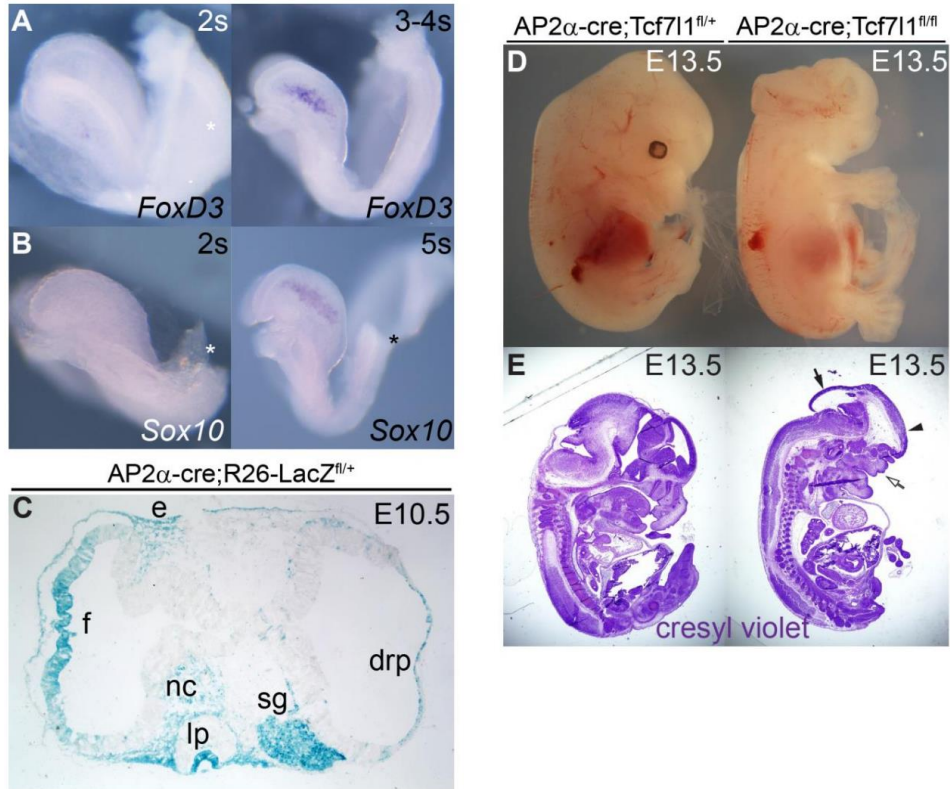 A
2s
3-4s
*
FoxD3
FoxD3
B
2s
5s
*
*
Sox10
Sox10
AP2α-cre;R26-LacZfl/+
C
e
E10.5
f
drp
nc
sg
lp
AP2α-cre;Tcf7l1fl/+ AP2α-cre;Tcf7l1fl/fl
D
E13.5
E13.5
E
E13.5
E13.5
cresyl violet